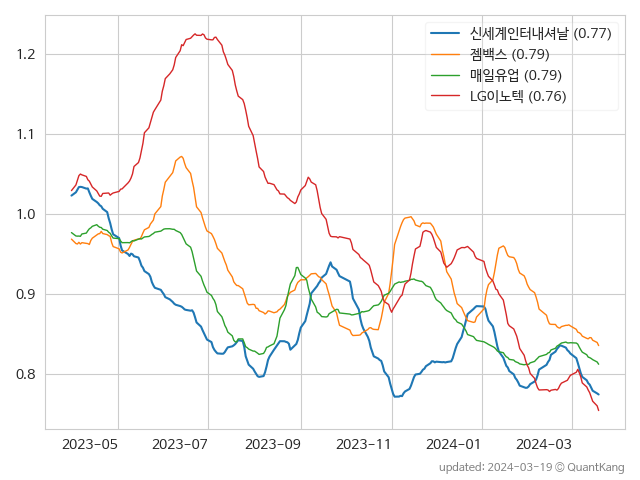 신세계인터내셔날 (0.77)
젬백스 (0.79)
매일유업 (0.79)
LG이노텍 (0.76)
1.2
1.1
1.0
0.9
0.8
2023-05 2023-07 2023-09 2023-11 2024-01 2024-03
updated: 2024-03-19 © QuantKang